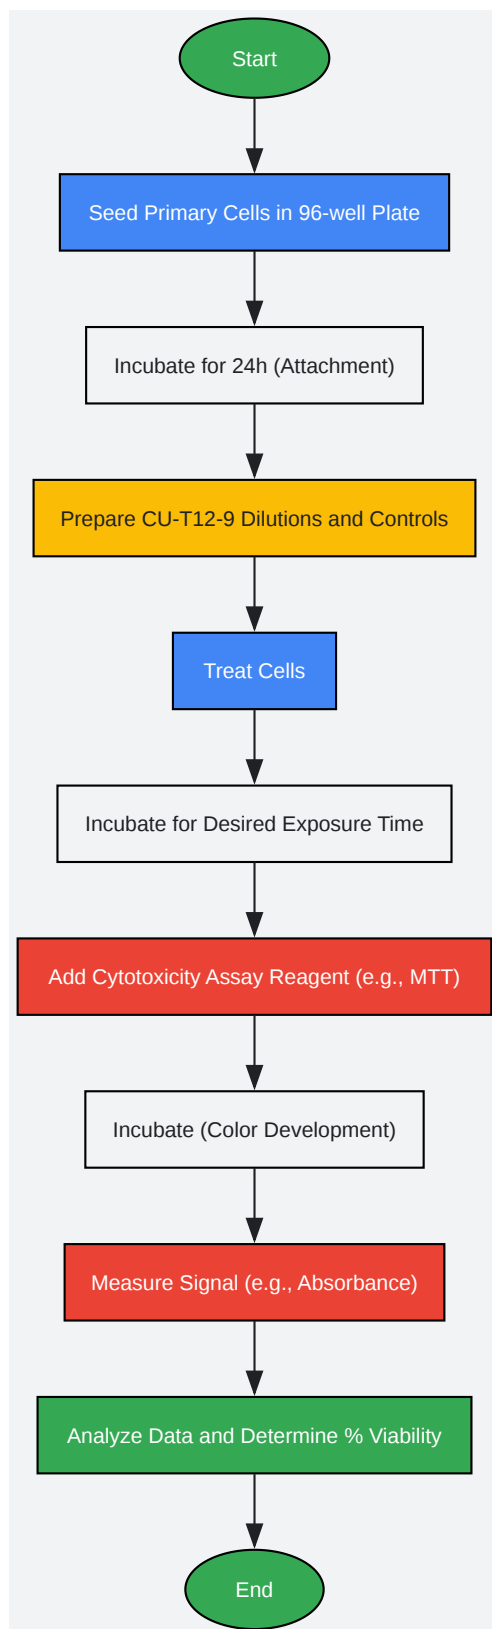 Start
Seed Primary Cells in 96-well Plate
Incubate for 24h (Attachment)
Prepare CU-T12-9 Dilutions and Controls
Treat Cells
Incubate for Desired Exposure Time
Add Cytotoxicity Assay Reagent (e.g., MTT)
Incubate (Color Development)
Measure Signal (e.g., Absorbance)
Analyze Data and Determine % Viability
End